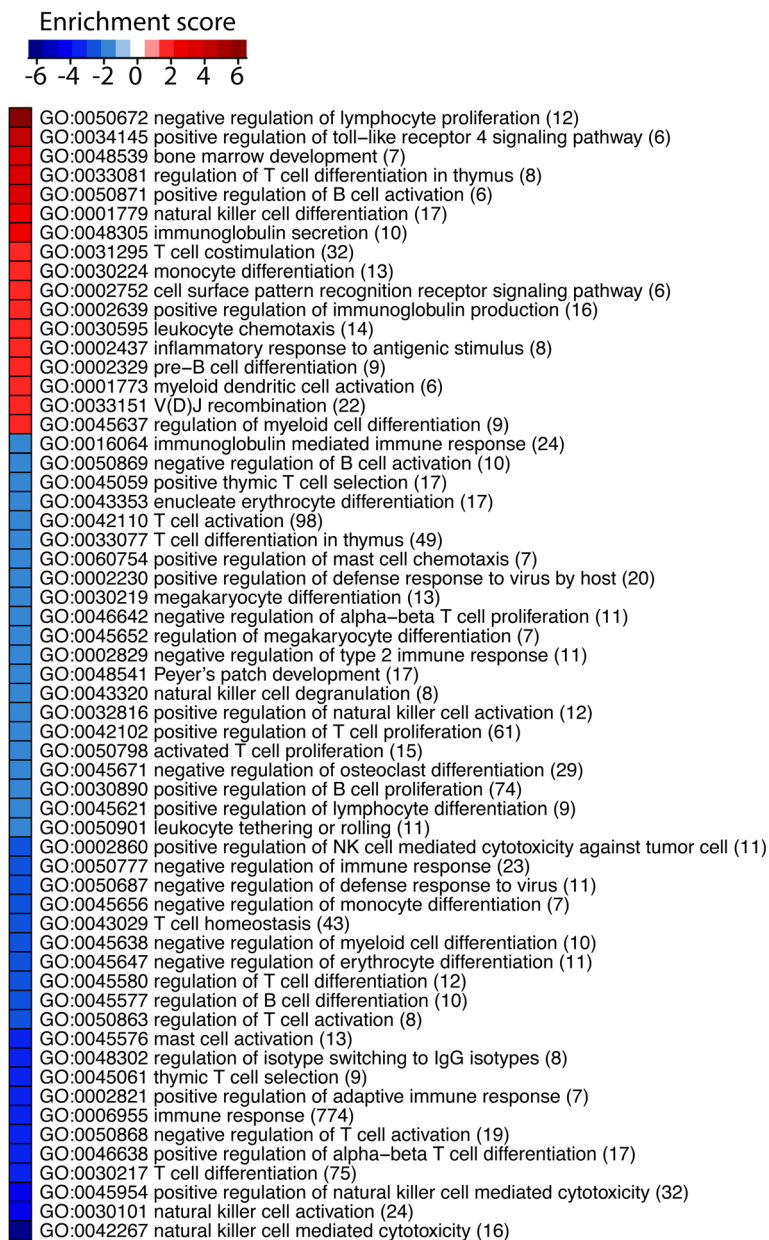 Enrichment score
-6 -4 -2 0 2 4 6
GO:0050672 negative regulation of lymphocyte proliferation (12)
GO:0034145 positive regulation of toll−like receptor 4 signaling pathway (6)
GO:0048539 bone marrow development (7)
GO:0033081 regulation of T cell differentiation in thymus (8)
GO:0050871 positive regulation of B cell activation (6)
GO:0001779 natural killer cell differentiation (17)
GO:0048305 immunoglobulin secretion (10)
GO:0031295 T cell costimulation (32)
GO:0030224 monocyte differentiation (13)
GO:0002752 cell surface pattern recognition receptor signaling pathway (6)
GO:0002639 positive regulation of immunoglobulin production (16)
GO:0030595 leukocyte chemotaxis (14)
GO:0002437 inflammatory response to antigenic stimulus (8)
GO:0002329 pre−B cell differentiation (9)
GO:0001773 myeloid dendritic cell activation (6)
GO:0033151 V(D)J recombination (22)
GO:0045637 regulation of myeloid cell differentiation (9)
GO:0016064 immunoglobulin mediated immune response (24)
GO:0050869 negative regulation of B cell activation (10)
GO:0045059 positive thymic T cell selection (17)
GO:0043353 enucleate erythrocyte differentiation (17)
GO:0042110 T cell activation (98)
GO:0033077 T cell differentiation in thymus (49)
GO:0060754 positive regulation of mast cell chemotaxis (7)
GO:0002230 positive regulation of defense response to virus by host (20)
GO:0030219 megakaryocyte differentiation (13)
GO:0046642 negative regulation of alpha−beta T cell proliferation (11)
GO:0045652 regulation of megakaryocyte differentiation (7)
GO:0002829 negative regulation of type 2 immune response (11)
GO:0048541 Peyer's patch development (17)
GO:0043320 natural killer cell degranulation (8)
GO:0032816 positive regulation of natural killer cell activation (12)
GO:0042102 positive regulation of T cell proliferation (61)
GO:0050798 activated T cell proliferation (15)
GO:0045671 negative regulation of osteoclast differentiation (29)
GO:0030890 positive regulation of B cell proliferation (74)
GO:0045621 positive regulation of lymphocyte differentiation (9)
GO:0050901 leukocyte tethering or rolling (11)
GO:0002860 positive regulation of NK cell mediated cytotoxicity against tumor cell (11)
GO:0050777 negative regulation of immune response (23)
GO:0050687 negative regulation of defense response to virus (11)
GO:0045656 negative regulation of monocyte differentiation (7)
GO:0043029 T cell homeostasis (43)
GO:0045638 negative regulation of myeloid cell differentiation (10)
GO:0045647 negative regulation of erythrocyte differentiation (11)
GO:0045580 regulation of T cell differentiation (12)
GO:0045577 regulation of B cell differentiation (10)
GO:0050863 regulation of T cell activation (8)
GO:0045576 mast cell activation (13)
GO:0048302 regulation of isotype switching to IgG isotypes (8)
GO:0045061 thymic T cell selection (9)
GO:0002821 positive regulation of adaptive immune response (7)
GO:0006955 immune response (774)
GO:0050868 negative regulation of T cell activation (19)
GO:0046638 positive regulation of alpha−beta T cell differentiation (17)
GO:0030217 T cell differentiation (75)
GO:0045954 positive regulation of natural killer cell mediated cytotoxicity (32)
GO:0030101 natural killer cell activation (24)
GO:0042267 natural killer cell mediated cytotoxicity (16)